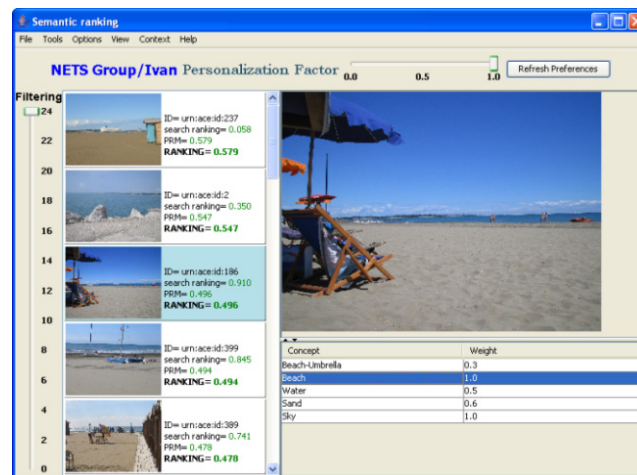 Semantic ranking
File Tools Options View Context Help
NETS Group/Ivan Personalization Factor
0.0 0.5 1.0
Refresh Preferences
Filtering
24
22
20
18
16
14
12
10
8
6
4
2
0
ID= urn:ace:id:237
search ranking= 0.058
PRM= 0.579
RANKING= 0.579
ID= urn:ace:id:2
search ranking= 0.350
PRM= 0.547
RANKING= 0.547
ID= urn:ace:id:186
search ranking= 0.910
PRM= 0.496
RANKING= 0.496
ID= urn:ace:id:399
search ranking= 0.845
PRM= 0.494
RANKING= 0.494
ID= urn:ace:id:389
search ranking= 0.741
PRM= 0.478
RANKING= 0.478
Concept Weight
Beach-Umbrella 0.3
Beach 1.0
Water 0.5
Sand 0.6
Sky 1.0